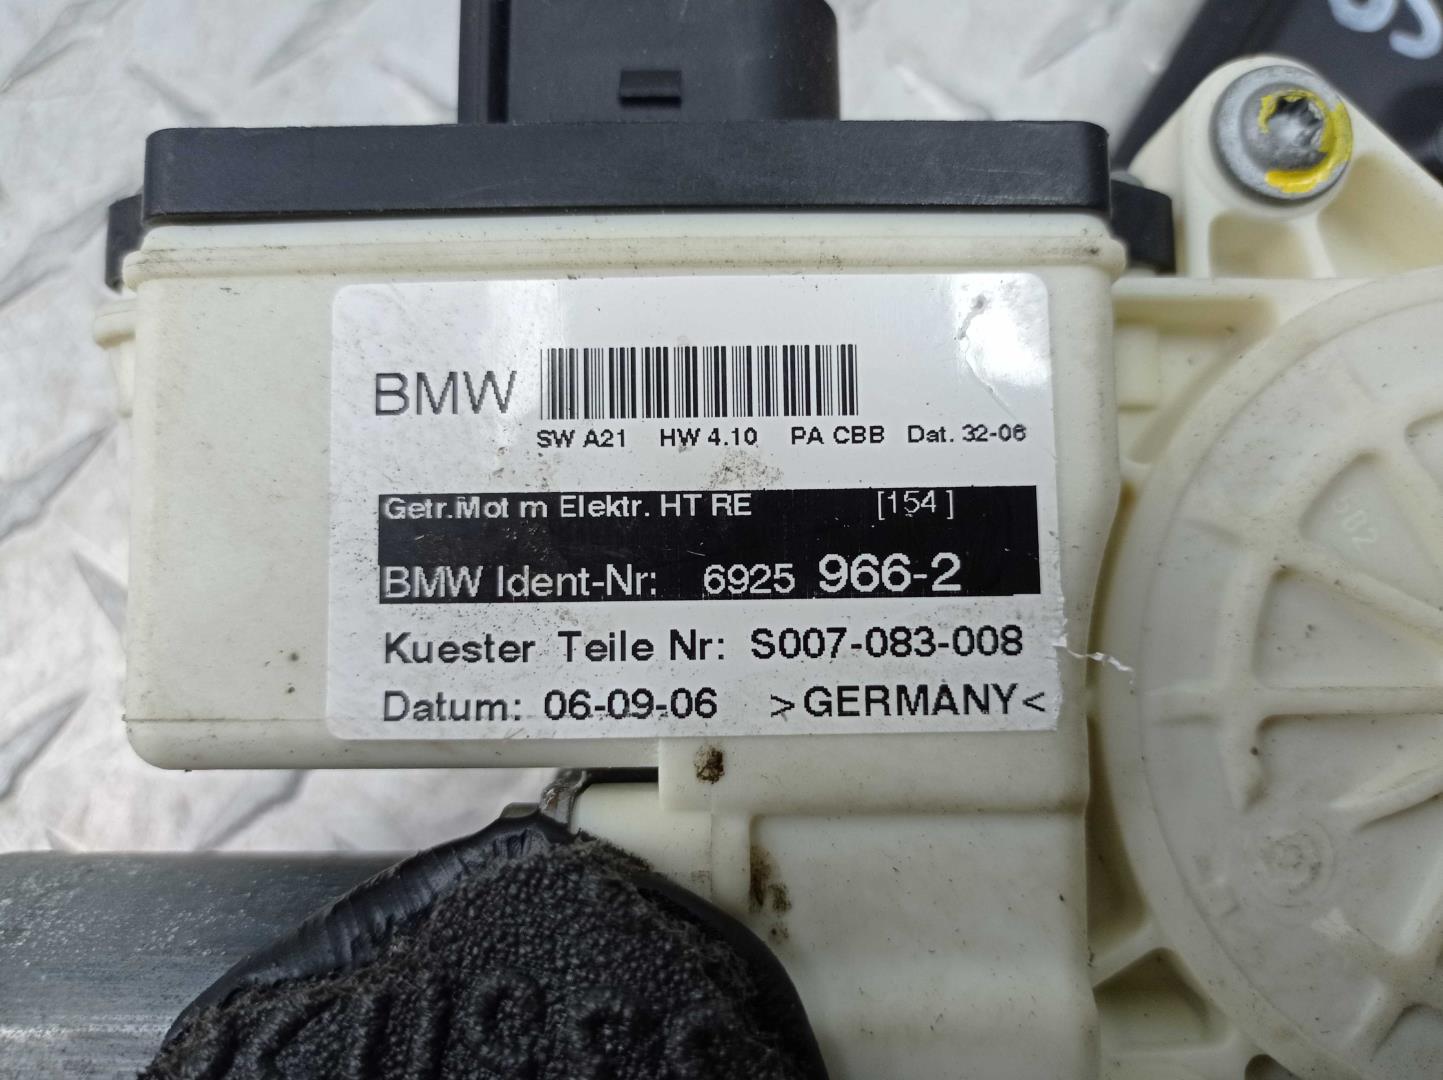 BMW
SW A21 HW 4.10 PA CBB Dat. 32-06
Getr.Mot m Elektr. HT RE [154]
BMW Ident-Nr: 6925 966-2
Kuester Teile Nr: S007-083-008
Datum: 06-09-06 >GERMANY<